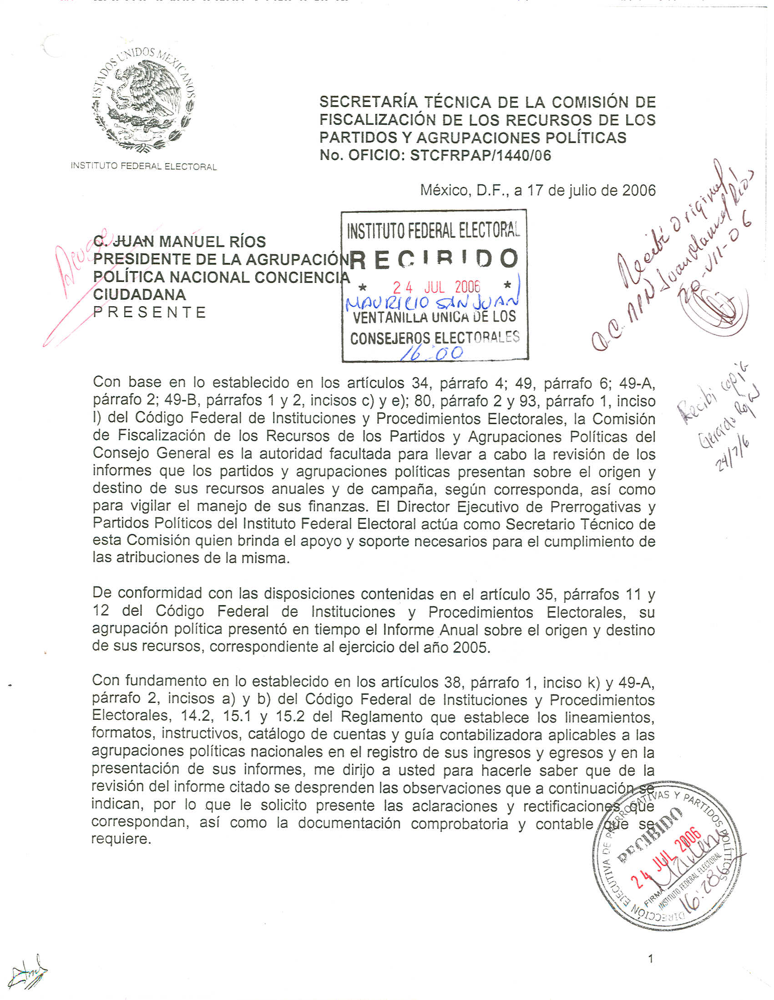 ESTADOS UNIDOS MEXICANOS
INSTITUTO FEDERAL ELECTORAL
SECRETARÍA TÉCNICA DE LA COMISIÓN DE
FISCALIZACIÓN DE LOS RECURSOS DE LOS
PARTIDOS Y AGRUPACIONES POLÍTICAS
No. OFICIO: STCFRPAP/1440/06
México, D.F., a 17 de julio de 2006
Recibí Original
Juan Manuel Ríos
20-VII-06
C. JUAN MANUEL RÍOS
PRESIDENTE DE LA AGRUPACIÓN
POLÍTICA NACIONAL CONCIENCIA
CIUDADANA
P R E S E N T E
INSTITUTO FEDERAL ELECTORAL
RECIBIDO
* 24 JUL 2006 *
MAURICIO SAN JUAN
VENTANILLA UNICA DE LOS
CONSEJEROS ELECTORALES
16:00
Recibi copia
Gerardo
24/7/6
Con base en lo establecido en los artículos 34, párrafo 4; 49, párrafo 6; 49-A,
párrafo 2; 49-B, párrafos 1 y 2, incisos c) y e); 80, párrafo 2 y 93, párrafo 1, inciso
l) del Código Federal de Instituciones y Procedimientos Electorales, la Comisión
de Fiscalización de los Recursos de los Partidos y Agrupaciones Políticas del
Consejo General es la autoridad facultada para llevar a cabo la revisión de los
informes que los partidos y agrupaciones políticas presentan sobre el origen y
destino de sus recursos anuales y de campaña, según corresponda, así como
para vigilar el manejo de sus finanzas. El Director Ejecutivo de Prerrogativas y
Partidos Políticos del Instituto Federal Electoral actúa como Secretario Técnico de
esta Comisión quien brinda el apoyo y soporte necesarios para el cumplimiento de
las atribuciones de la misma.
De conformidad con las disposiciones contenidas en el artículo 35, párrafos 11 y
12 del Código Federal de Instituciones y Procedimientos Electorales, su
agrupación política presentó en tiempo el Informe Anual sobre el origen y destino
de sus recursos, correspondiente al ejercicio del año 2005.
Con fundamento en lo establecido en los artículos 38, párrafo 1, inciso k) y 49-A,
párrafo 2, incisos a) y b) del Código Federal de Instituciones y Procedimientos
Electorales, 14.2, 15.1 y 15.2 del Reglamento que establece los lineamientos,
formatos, instructivos, catálogo de cuentas y guía contabilizadora aplicables a las
agrupaciones políticas nacionales en el registro de sus ingresos y egresos y en la
presentación de sus informes, me dirijo a usted para hacerle saber que de la
revisión del informe citado se desprenden las observaciones que a continuación se
indican, por lo que le solicito presente las aclaraciones y rectificaciones que
correspondan, así como la documentación comprobatoria y contable que se
requiere.
DIRECCIÓN EJECUTIVA DE PRERROGATIVAS Y PARTIDOS POLÍTICOS
RECIBIDO
24 JUL 2006
FIRMA
INSTITUTO FEDERAL ELECTORAL
16:28
1